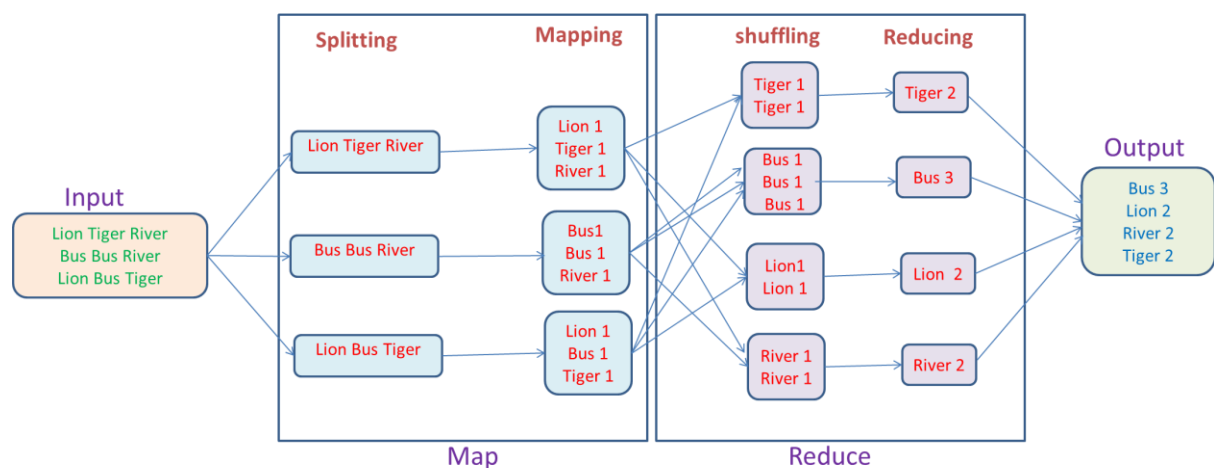 Splitting
Mapping
shuffling
Reducing
Input
Lion Tiger River
Bus Bus River
Lion Bus Tiger
Lion Tiger River
Bus Bus River
Lion Bus Tiger
Lion 1
Tiger 1
River 1
Bus1
Bus 1
River 1
Lion 1
Bus 1
Tiger 1
Tiger 1
Tiger 1
Bus 1
Bus 1
Bus 1
Lion1
Lion 1
River 1
River 1
Tiger 2
Bus 3
Lion 2
River 2
Output
Bus 3
Lion 2
River 2
Tiger 2
Map
Reduce